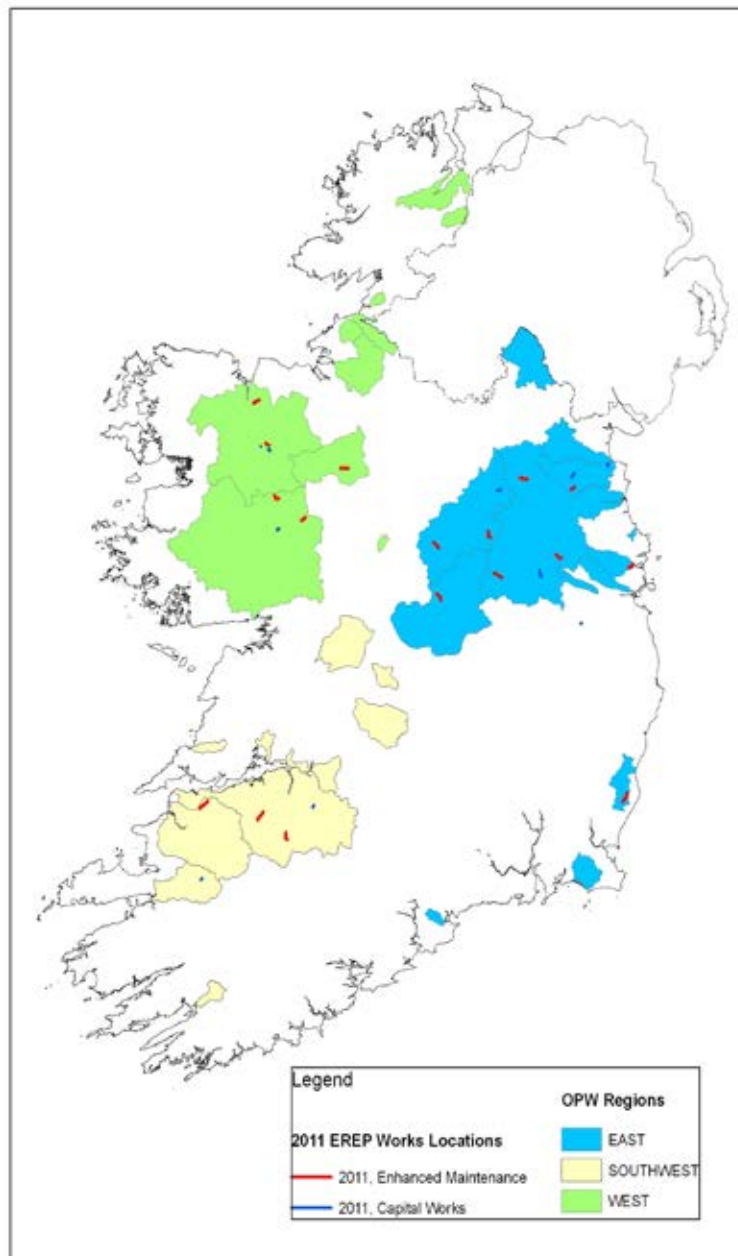 Legend
OPW Regions
2011 EREP Works Locations
EAST
2011, Enhanced Maintenance
SOUTHWEST
2011, Capital Works
WEST